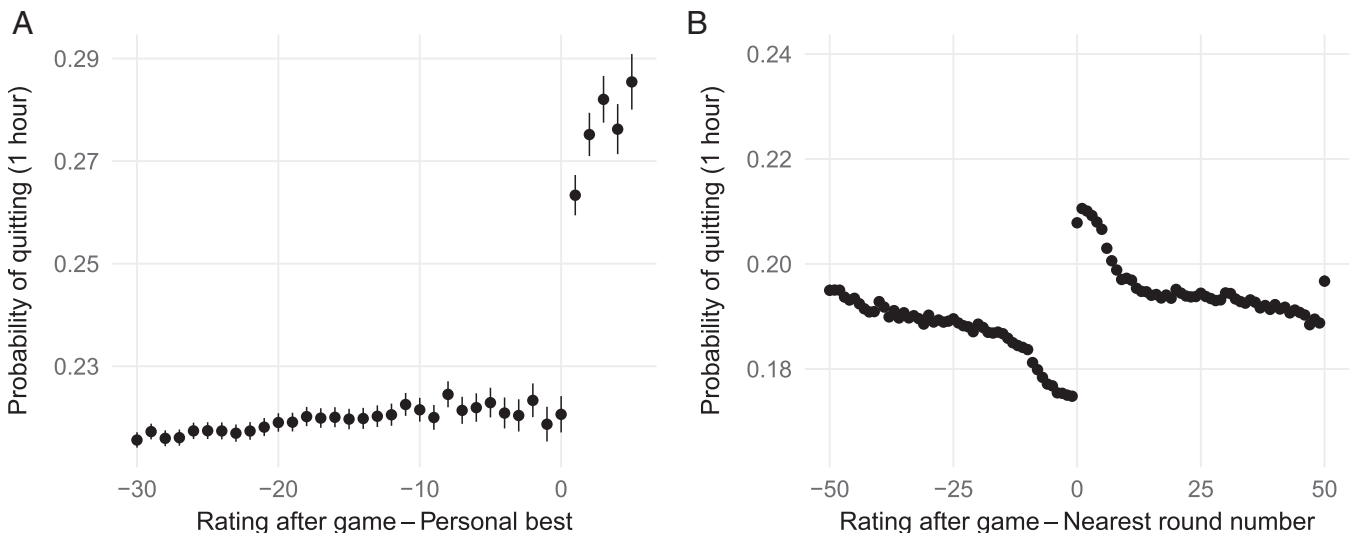 A
Probability of quitting (1 hour)
0.29
0.27
0.25
0.23
−30
−20
−10
0
Rating after game – Personal best
B
Probability of quitting (1 hour)
0.24
0.22
0.20
0.18
−50
−25
0
25
50
Rating after game – Nearest round number